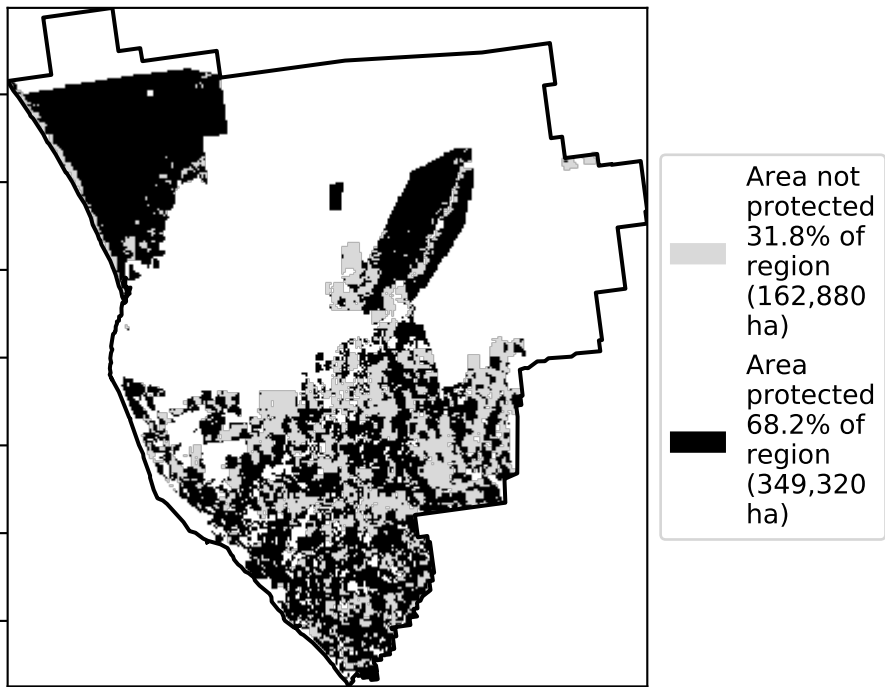 Area not
protected
31.8% of
region
(162,880
ha)
Area
protected
68.2% of
region
(349,320
ha)